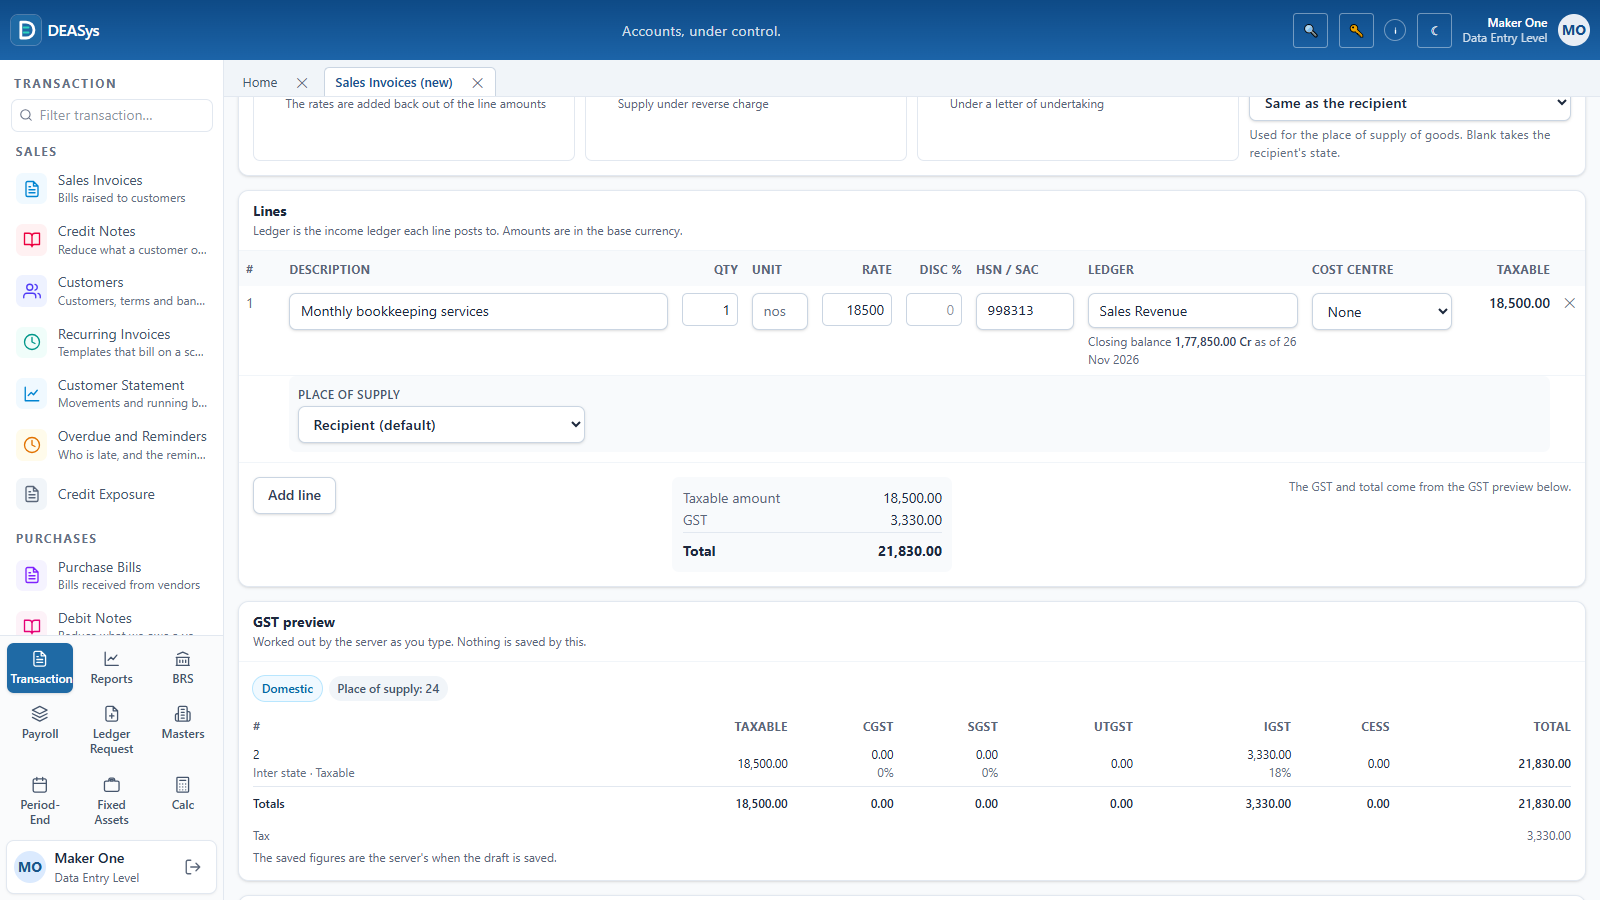 DEASys
Accounts, under control.
Maker One
Data Entry Level
MO
TRANSACTION
Filter transaction...
SALES
Sales Invoices
Bills raised to customers
Credit Notes
Reduce what a customer o...
Customers
Customers, terms and ban...
Recurring Invoices
Templates that bill on a sc...
Customer Statement
Movements and running b...
Overdue and Reminders
Who is late, and the remin...
Credit Exposure
PURCHASES
Purchase Bills
Bills received from vendors
Debit Notes
Transaction
Reports
BRS
Payroll
Ledger Request
Masters
Period-End
Fixed Assets
Calc
MO
Maker One
Data Entry Level
Home
Sales Invoices (new)
The rates are added back out of the line amounts
Supply under reverse charge
Under a letter of undertaking
Same as the recipient
Used for the place of supply of goods. Blank takes the
recipient's state.
Lines
Ledger is the income ledger each line posts to. Amounts are in the base currency.
# DESCRIPTION QTY UNIT RATE DISC % HSN / SAC LEDGER COST CENTRE TAXABLE
1 Monthly bookkeeping services 1 nos 18500 0 998313 Sales Revenue None 18,500.00
Closing balance 1,77,850.00 Cr as of 26
Nov 2026
PLACE OF SUPPLY
Recipient (default)
Add line
Taxable amount 18,500.00
GST 3,330.00
Total 21,830.00
The GST and total come from the GST preview below.
GST preview
Worked out by the server as you type. Nothing is saved by this.
Domestic
Place of supply: 24
# TAXABLE CGST SGST UTGST IGST CESS TOTAL
2 18,500.00 0.00 0.00 0.00 3,330.00 0.00 21,830.00
Inter state · Taxable 0% 0% 18%
Totals 18,500.00 0.00 0.00 0.00 3,330.00 0.00 21,830.00
Tax 3,330.00
The saved figures are the server's when the draft is saved.